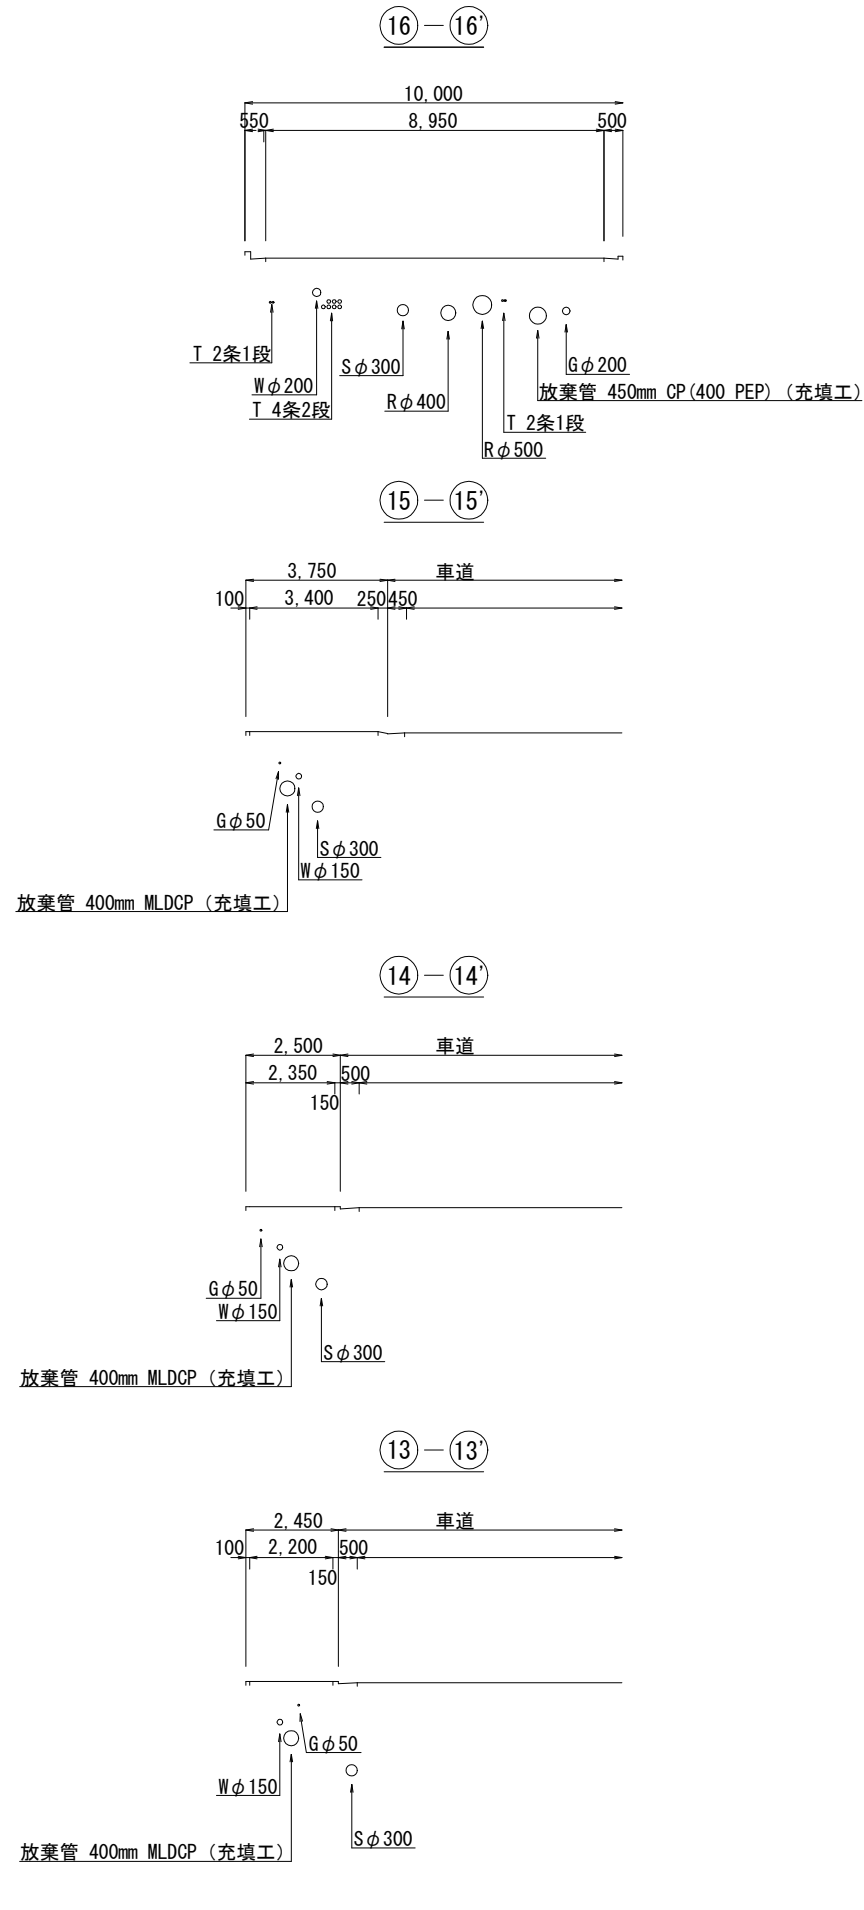 16 — 16'
10,000
550 8,950 500
T 2条1段
Wφ200
T 4条2段
Sφ300
Rφ400
Gφ200
放棄管 450mm CP(400 PEP) (充填工)
T 2条1段
Rφ500
15 — 15'
3,750 車道
100 3,400 250 450
Gφ50
Sφ300
Wφ150
放棄管 400mm MLDCP (充填工)
14 — 14'
2,500 車道
2,350 500
150
Gφ50
Wφ150
Sφ300
放棄管 400mm MLDCP (充填工)
13 — 13'
2,450 車道
100 2,200 500
150
Gφ50
Wφ150
Sφ300
放棄管 400mm MLDCP (充填工)